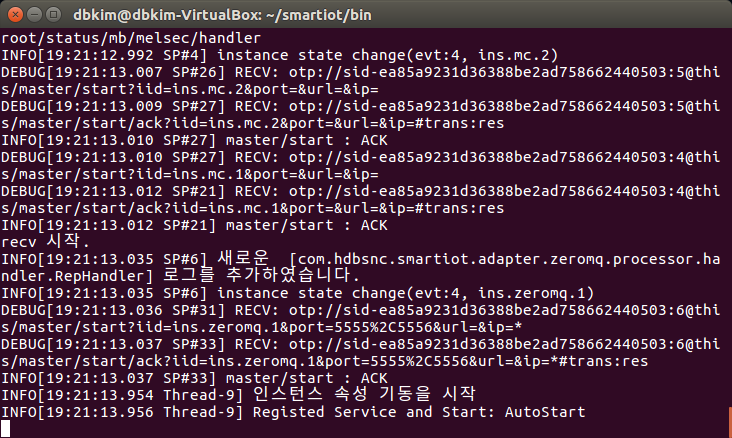 dbkim@dbkim-VirtualBox: ~/smartiot/bin
root/status/mb/melsec/handler
INFO[19:21:12.992 SP#4] instance state change(evt:4, ins.mc.2)
DEBUG[19:21:13.007 SP#26] RECV: otp://sid-ea85a9231d36388be2ad758662440503:5@thi
s/master/start?iid=ins.mc.2&port=&url=&ip=
DEBUG[19:21:13.009 SP#27] RECV: otp://sid-ea85a9231d36388be2ad758662440503:5@thi
s/master/start/ack?iid=ins.mc.2&port=&url=&ip=#trans:res
INFO[19:21:13.010 SP#27] master/start : ACK
DEBUG[19:21:13.010 SP#27] RECV: otp://sid-ea85a9231d36388be2ad758662440503:4@thi
s/master/start?iid=ins.mc.1&port=&url=&ip=
DEBUG[19:21:13.012 SP#21] RECV: otp://sid-ea85a9231d36388be2ad758662440503:4@thi
s/master/start/ack?iid=ins.mc.1&port=&url=&ip=#trans:res
INFO[19:21:13.012 SP#21] master/start : ACK
recv 시작.
INFO[19:21:13.035 SP#6] 새로운  [com.hdbsnc.smartiot.adapter.zeromq.processor.ha
ndler.RepHandler] 로그를 추가하였습니다.
INFO[19:21:13.035 SP#6] instance state change(evt:4, ins.zeromq.1)
DEBUG[19:21:13.036 SP#31] RECV: otp://sid-ea85a9231d36388be2ad758662440503:6@thi
s/master/start?iid=ins.zeromq.1&port=5555%2C5556&url=&ip=*
DEBUG[19:21:13.037 SP#33] RECV: otp://sid-ea85a9231d36388be2ad758662440503:6@thi
s/master/start/ack?iid=ins.zeromq.1&port=5555%2C5556&url=&ip=*#trans:res
INFO[19:21:13.037 SP#33] master/start : ACK
INFO[19:21:13.954 Thread-9] 인스턴스 속성 기동을 시작
INFO[19:21:13.956 Thread-9] Registed Service and Start: AutoStart